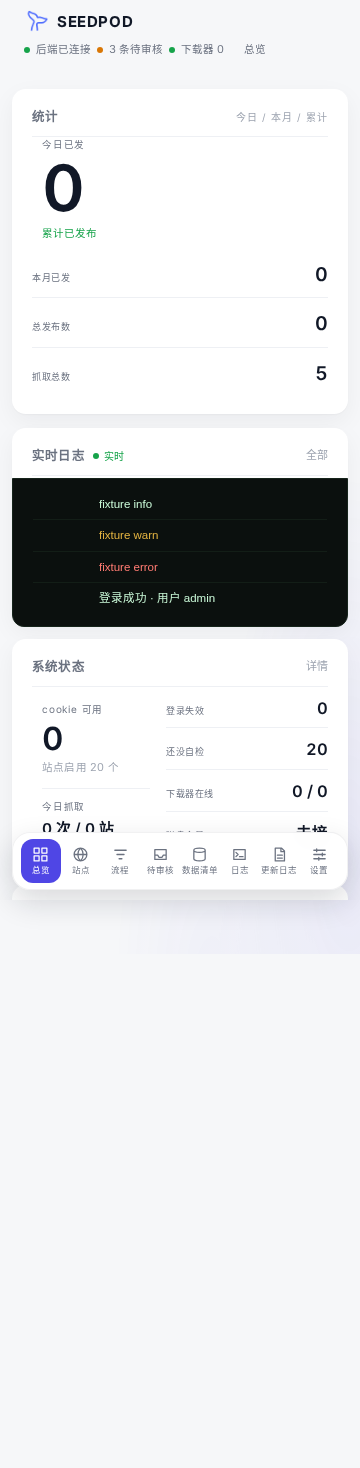 SEEDPOD
后端已连接 3 条待审核 下载器 0 总览
统计 今日 / 本月 / 累计
今日已发
0
累计已发布
本月已发 0
总发布数 0
抓取总数 5
实时日志 实时 全部
fixture info
fixture warn
fixture error
登录成功 · 用户 admin
系统状态 详情
cookie 可用
0
站点启用 20 个
今日抓取
0 次 / 0 站
登录失效 0
还没自检 20
下载器在线 0 / 0
总览 站点 流程 待审核 数据清单 日志 更新日志 设置